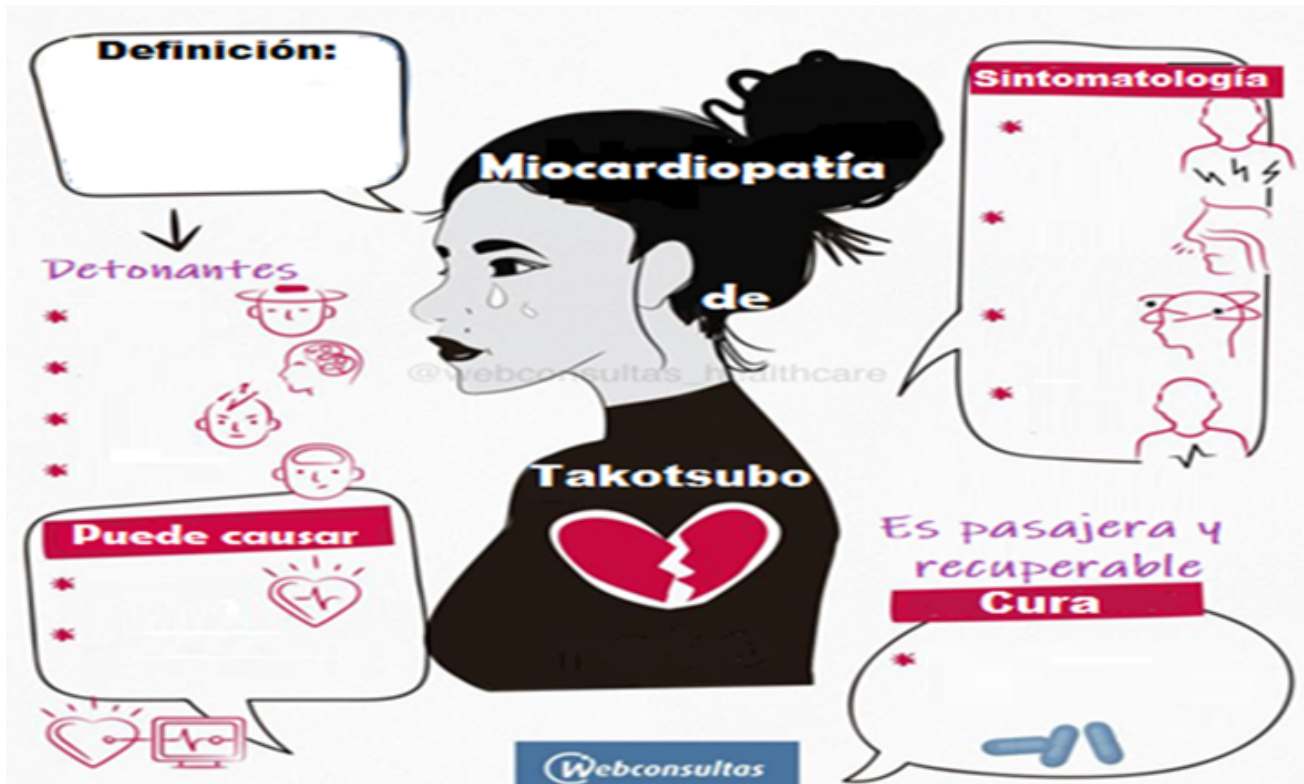 Definición:
Detonantes
Puede causar
Miocardiopatía
de
@webconsultas_healthcare
Takotsubo
Sintomatología
Es pasajera y
recuperable
Cura
Webconsultas